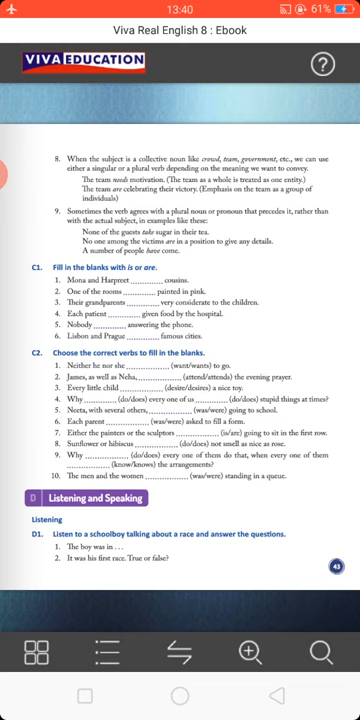 13:40
61%
Viva Real English 8 : Ebook
VIVA EDUCATION
?
8. When the subject is a collective noun like crowd, team, government, etc., we can use
either a singular or a plural verb depending on the meaning we want to convey.
The team needs motivation. (The team as a whole is treated as one entity.)
The team are celebrating their victory. (Emphasis on the team as a group of
individuals)
9. Sometimes the verb agrees with a plural noun or pronoun that precedes it, rather than
with the actual subject, in examples like these:
None of the guests take sugar in their tea.
No one among the victims are in a position to give any details.
A number of people have come.
C1. Fill in the blanks with is or are.
1. Mona and Harpreet .............. cousins.
2. One of the rooms .............. painted in pink.
3. Their grandparents .............. very considerate to the children.
4. Each patient .............. given food by the hospital.
5. Nobody .............. answering the phone.
6. Lisbon and Prague .............. famous cities.
C2. Choose the correct verbs to fill in the blanks.
1. Neither he nor she .................. (want/wants) to go.
2. James, as well as Neha, .................. (attend/attends) the evening prayer.
3. Every little child .................. (desire/desires) a nice toy.
4. Why .............. (do/does) every one of us .............. (do/does) stupid things at times?
5. Neeta, with several others, .................. (was/were) going to school.
6. Each parent .................. (was/were) asked to fill a form.
7. Either the painters or the sculptors .................. (is/are) going to sit in the first row.
8. Sunflower or hibiscus .................. (do/does) not smell as nice as rose.
9. Why .................. (do/does) every one of them do that, when every one of them
.................. (know/knows) the arrangements?
10. The men and the women .................. (was/were) standing in a queue.
D Listening and Speaking
Listening
D1. Listen to a schoolboy talking about a race and answer the questions.
1. The boy was in . . .
2. It was his first race. True or false?
43